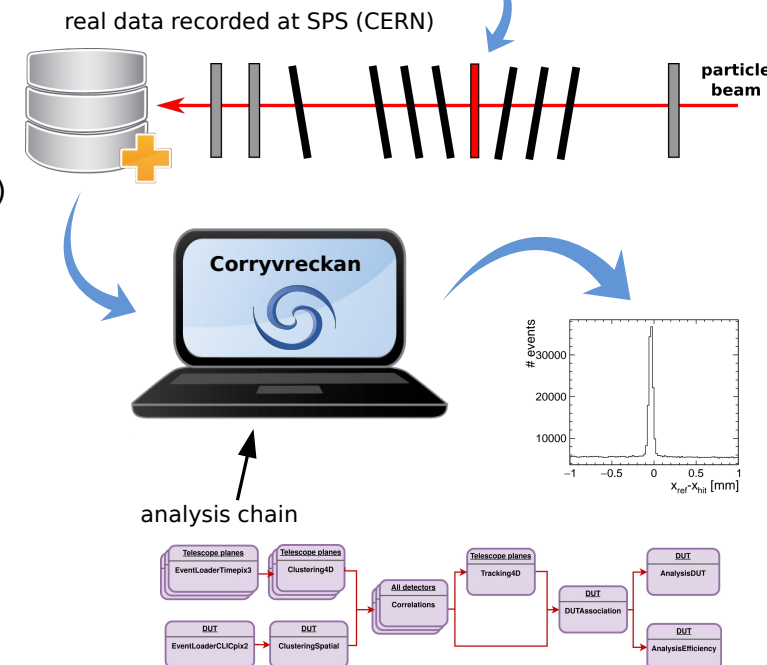 real data recorded at SPS (CERN)
particle
beam
)
Corryvreckan
# events
30000
20000
10000
−1 −0.5 0 0.5 1
x_ref-x_hit [mm]
analysis chain
Telescope planes
EventLoaderTimepix3
Telescope planes
Clustering4D
All detectors
Correlations
Telescope planes
Tracking4D
DUT
DUTAssociation
DUT
AnalysisDUT
DUT
EventLoaderCLICpix2
DUT
ClusteringSpatial
DUT
AnalysisEfficiency